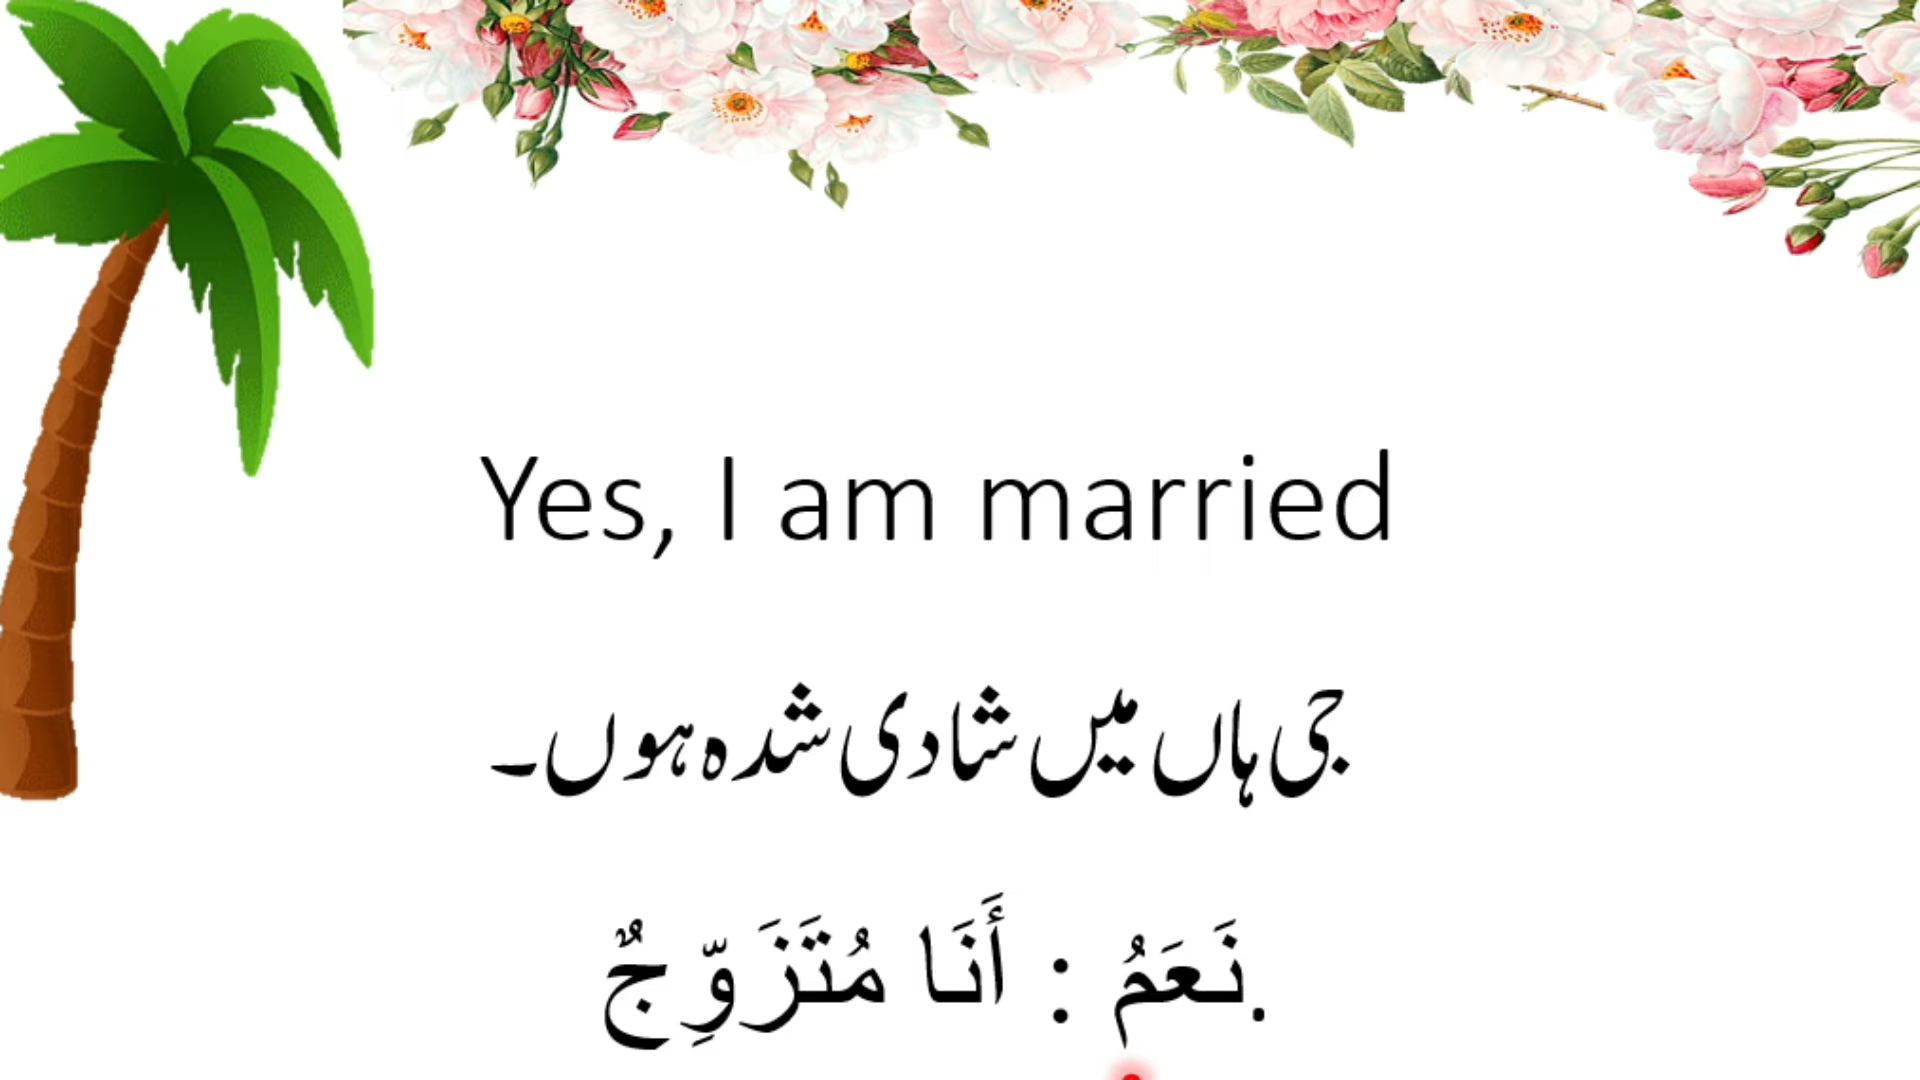 Yes, I am married
جی ہاں میں شادی شدہ ہوں۔
نَعَمُ : أَنَا مُتَزَوِّجٌ.